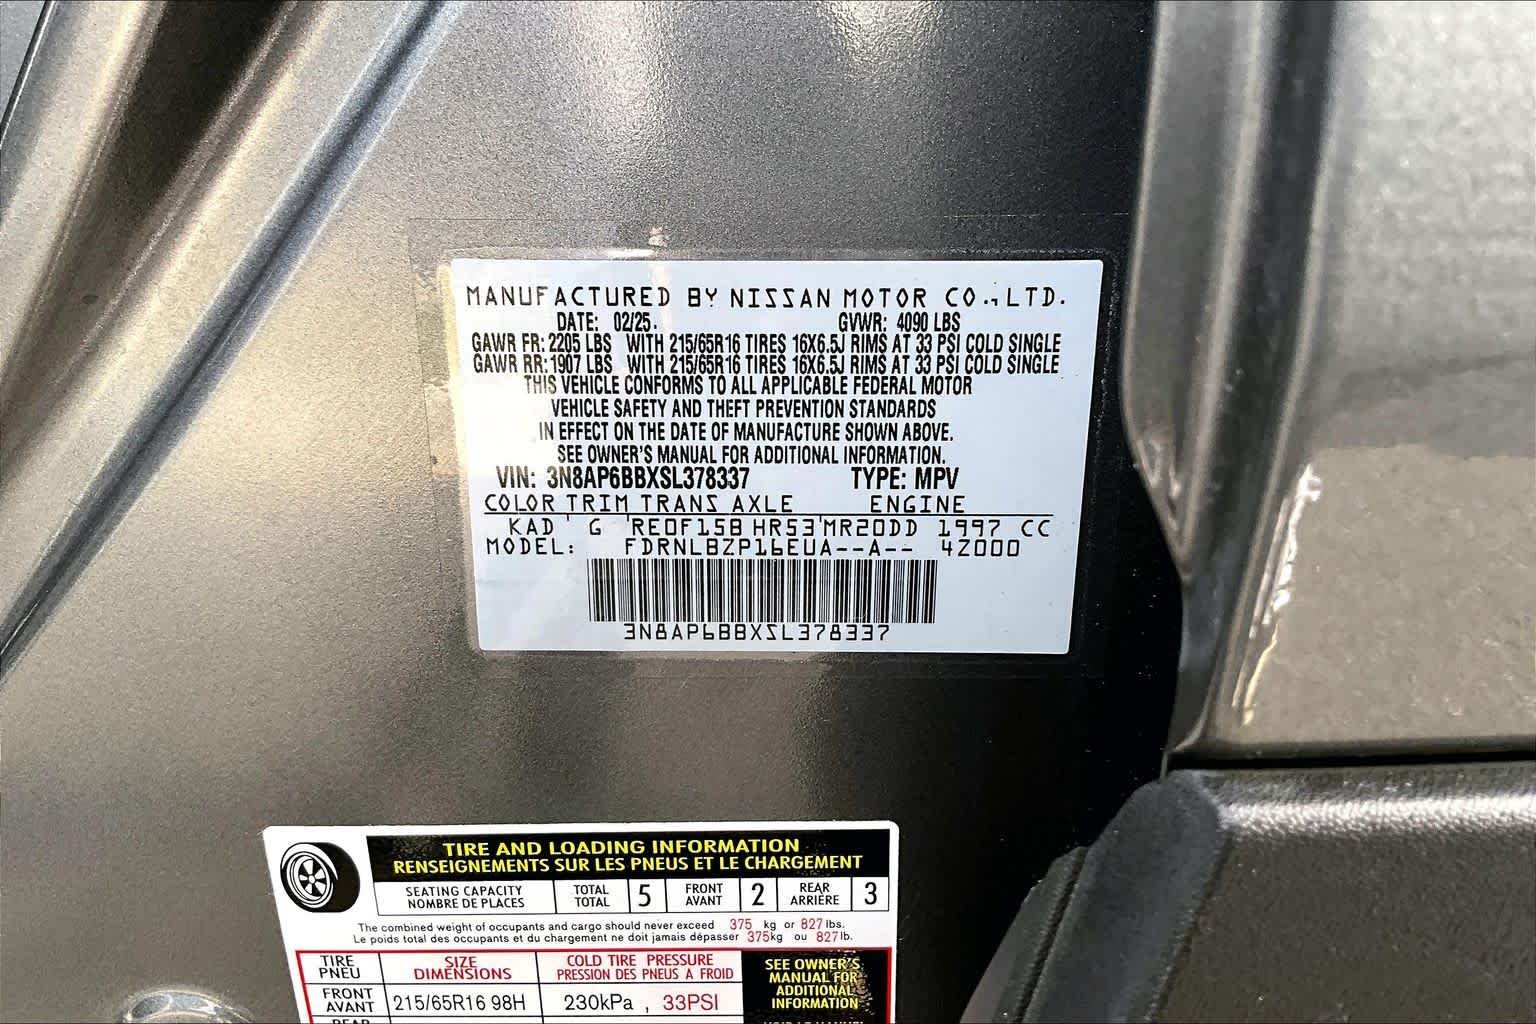 MANUFACTURED BY NISSAN MOTOR CO., LTD.
DATE: 02/25. GVWR: 4090 LBS
GAWR FR: 2205 LBS WITH 215/65R16 TIRES 16X6.5J RIMS AT 33 PSI COLD SINGLE
GAWR RR: 1907 LBS WITH 215/65R16 TIRES 16X6.5J RIMS AT 33 PSI COLD SINGLE
THIS VEHICLE CONFORMS TO ALL APPLICABLE FEDERAL MOTOR
VEHICLE SAFETY AND THEFT PREVENTION STANDARDS
IN EFFECT ON THE DATE OF MANUFACTURE SHOWN ABOVE.
SEE OWNER'S MANUAL FOR ADDITIONAL INFORMATION.
VIN: 3N8AP6BBXSL378337 TYPE: MPV
COLOR TRIM TRANS AXLE ENGINE
KAD G RE0F15B HR53 MR20DD 1997 CC
MODEL: FDRNLBZP16EUA--A-- 4Z000
3N8AP6BBXSL378337
TIRE AND LOADING INFORMATION
RENSEIGNEMENTS SUR LES PNEUS ET LE CHARGEMENT
SEATING CAPACITY TOTAL 5 FRONT 2 REAR 3
NOMBRE DE PLACES TOTAL AVANT ARRIÈRE
The combined weight of occupants and cargo should never exceed 375 kg or 827 lbs.
Le poids total des occupants et du chargement ne doit jamais dépasser 375kg ou 827 lb.
TIRE SIZE COLD TIRE PRESSURE
PNEU DIMENSIONS PRESSION DES PNEUS A FROID
FRONT
AVANT 215/65R16 98H 230kPa , 33PSI
SEE OWNER'S
MANUAL FOR
ADDITIONAL
INFORMATION